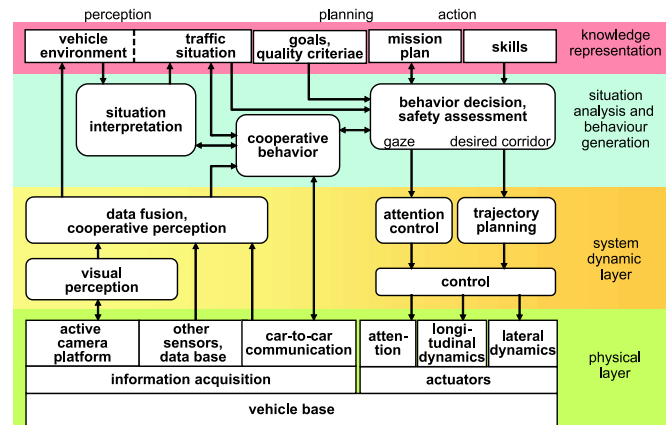 perception planning action
vehicle environment
traffic situation
goals, quality criteriae
mission plan
skills
knowledge representation
situation interpretation
cooperative behavior
behavior decision, safety assessment
gaze desired corridor
situation analysis and behaviour generation
data fusion, cooperative perception
attention control
trajectory planning
visual perception
control
system dynamic layer
active camera platform
other sensors, data base
car-to-car communication
atten-tion
longi-tudinal dynamics
lateral dynamics
information acquisition
actuators
physical layer
vehicle base